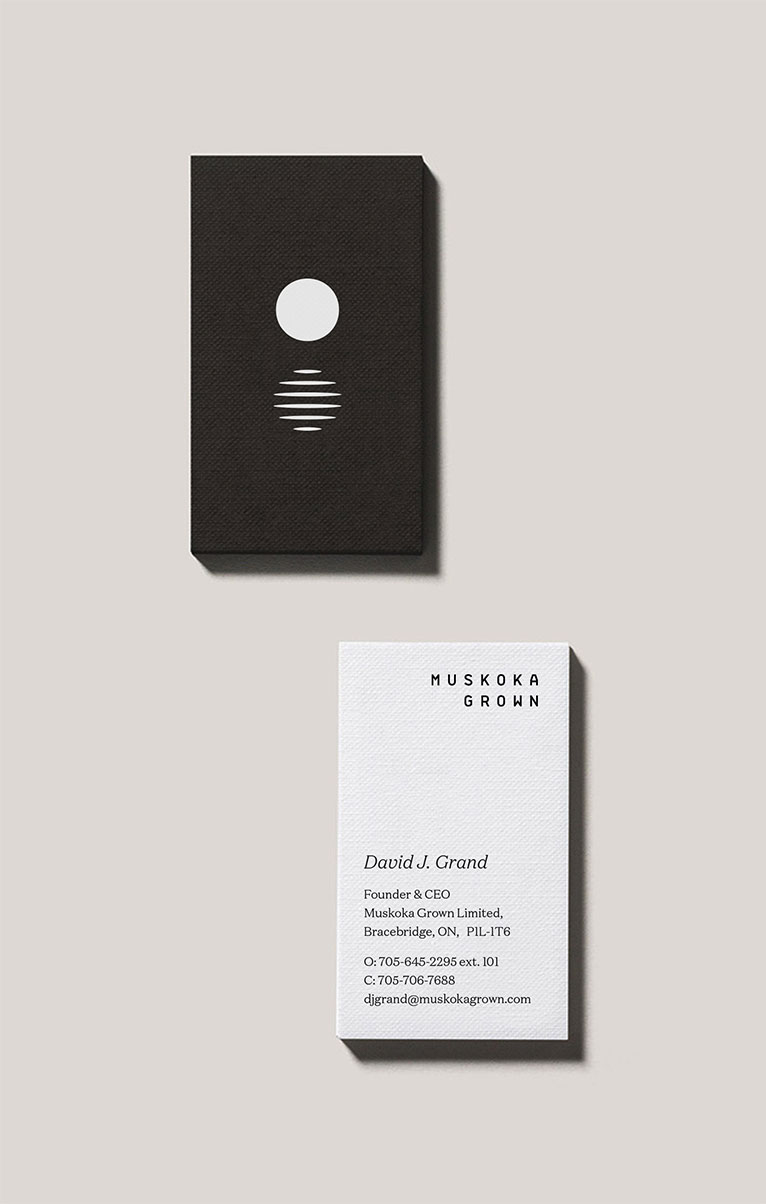 MUSKOKA
GROWN
David J. Grand
Founder & CEO
Muskoka Grown Limited,
Bracebridge, ON, P1L-1T6
O: 705-645-2295 ext. 101
C: 705-706-7688
djgrand@muskokagrown.com